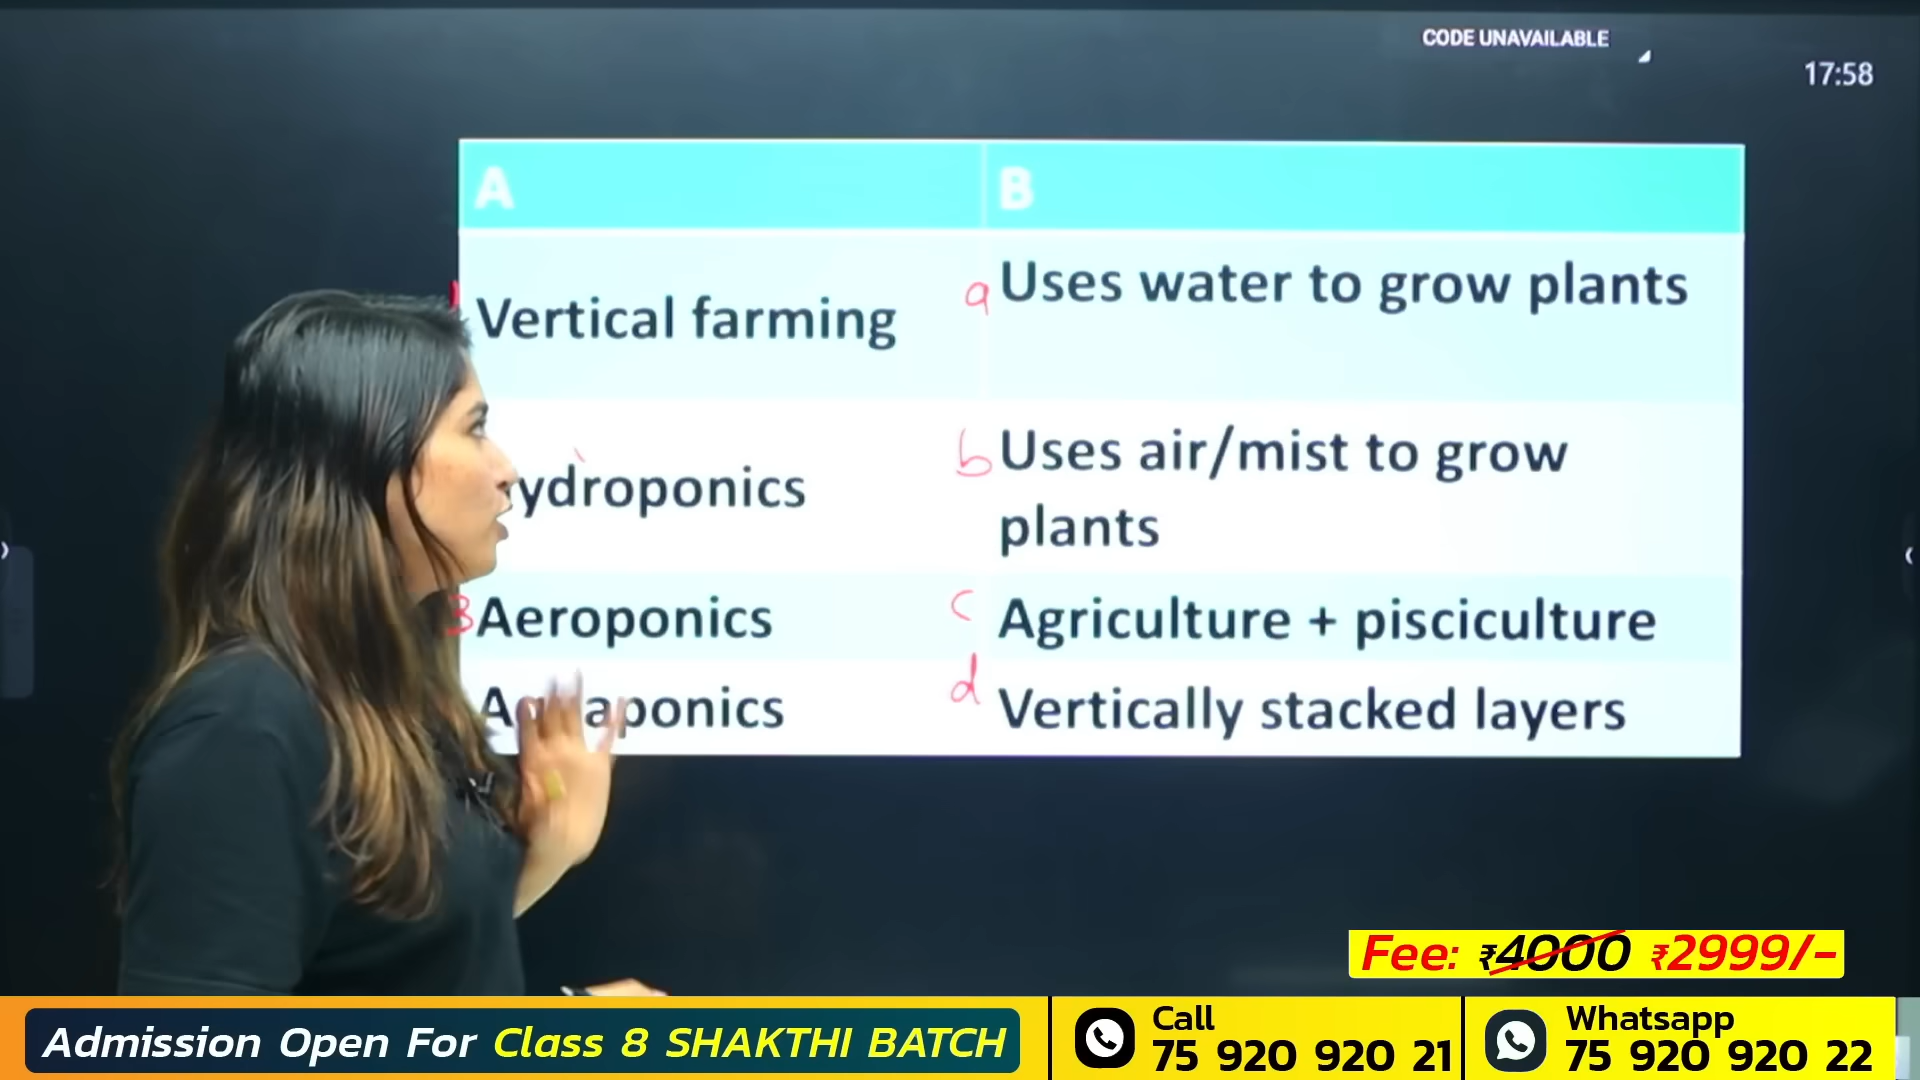 CODE UNAVAILABLE
17:58
A B
Vertical farming a Uses water to grow plants
ydroponics b Uses air/mist to grow
plants
3 Aeroponics c Agriculture + pisciculture
aponics d Vertically stacked layers
Fee: ₹4000 ₹2999/-
Admission Open For Class 8 SHAKTHI BATCH
Call
75 920 920 21
Whatsapp
75 920 920 22